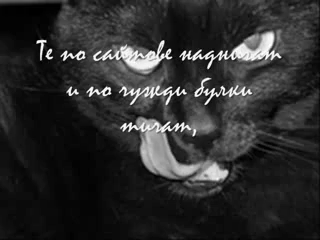 Те по сайтове надничат
и по чужди булки
тичат,